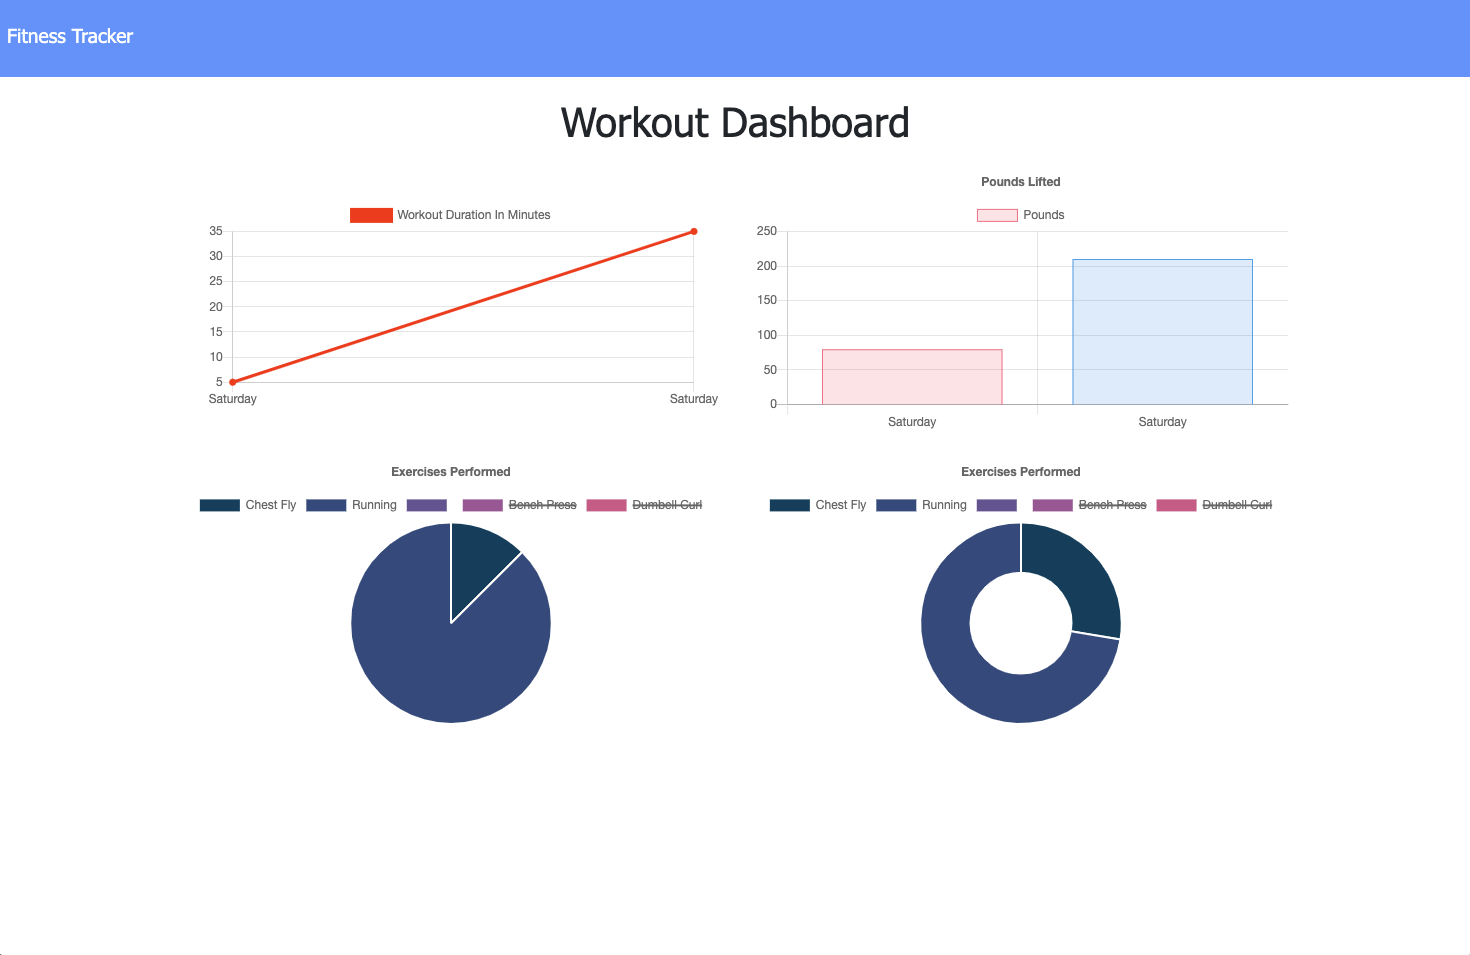 Fitness Tracker
Workout Dashboard
Workout Duration In Minutes
35
30
25
20
15
10
5
Saturday Saturday
Pounds Lifted
Pounds
250
200
150
100
50
0
Saturday Saturday
Exercises Performed
Chest Fly Running Bench Press Dumbell Curl
Exercises Performed
Chest Fly Running Bench Press Dumbell Curl